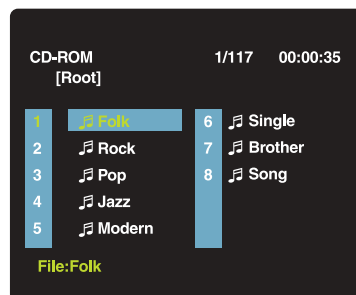 CD-ROM 1/117 00:00:35
[Root]
1 Folk
2 Rock
3 Pop
4 Jazz
5 Modern
6 Single
7 Brother
8 Song
File:Folk